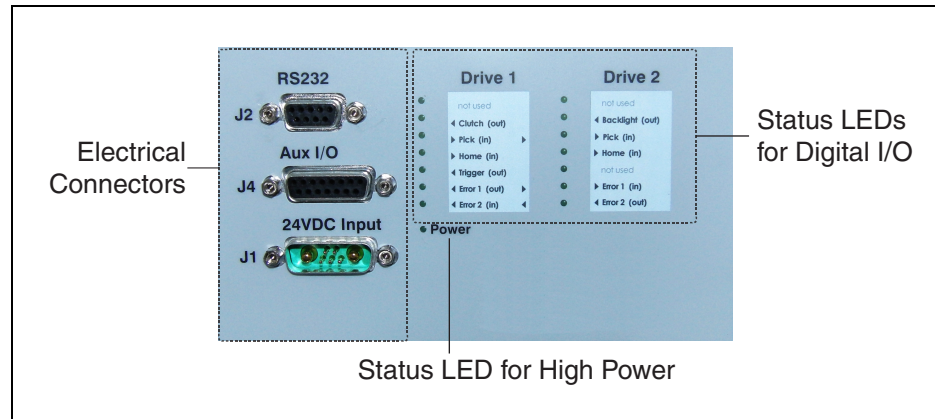 RS232
J2
Aux I/O
J4
24VDC Input
J1
Electrical
Connectors
Drive 1
not used
Clutch (out)
Pick (in)
Home (in)
Trigger (out)
Error 1 (out)
Error 2 (in)
Drive 2
not used
Backlight (out)
Pick (in)
Home (in)
not used
Error 1 (in)
Error 2 (out)
Power
Status LEDs
for Digital I/O
Status LED for High Power